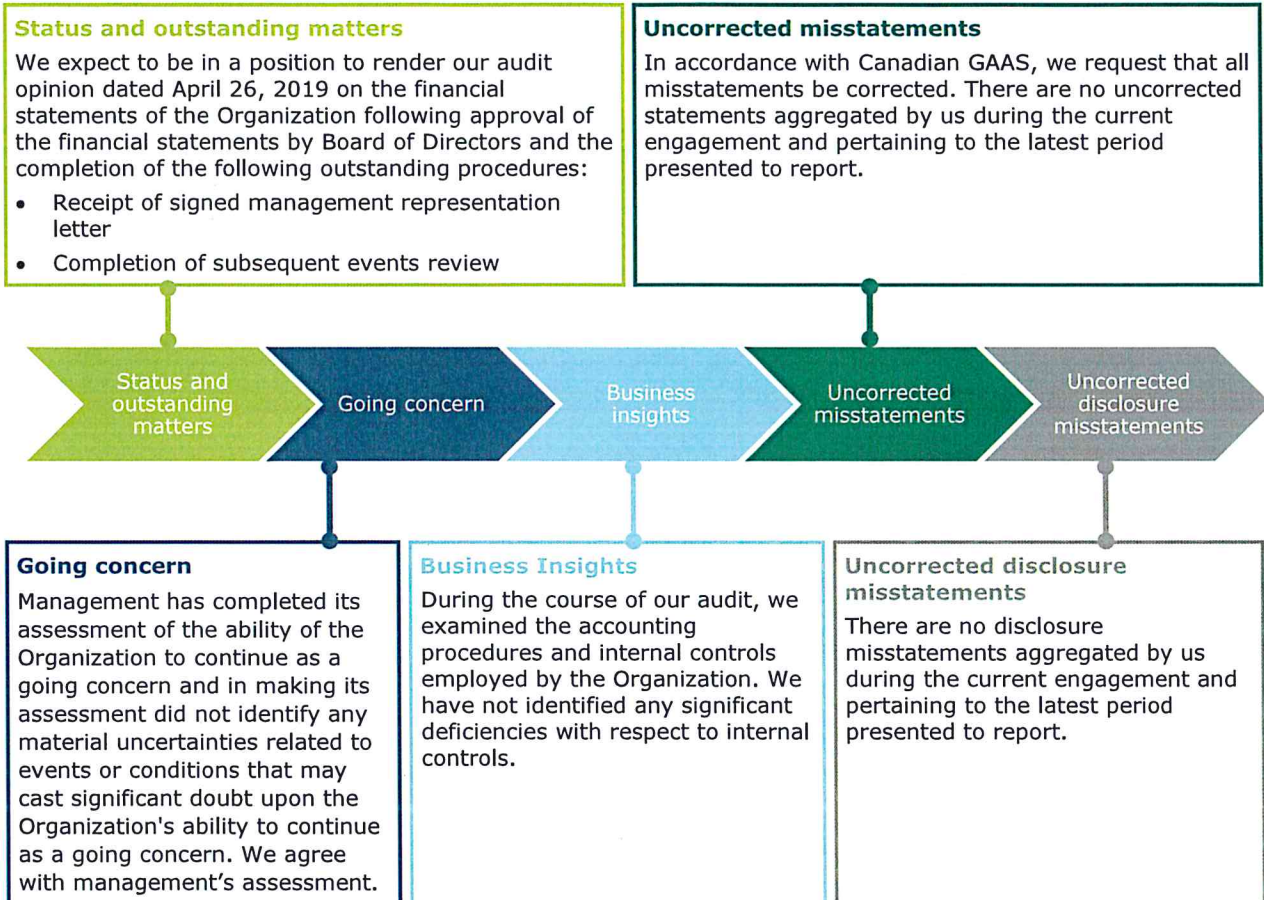 Status and outstanding matters
We expect to be in a position to render our audit
opinion dated April 26, 2019 on the financial
statements of the Organization following approval of
the financial statements by Board of Directors and the
completion of the following outstanding procedures:
• Receipt of signed management representation
letter
• Completion of subsequent events review
Uncorrected misstatements
In accordance with Canadian GAAS, we request that all
misstatements be corrected. There are no uncorrected
statements aggregated by us during the current
engagement and pertaining to the latest period
presented to report.
Status and
outstanding
matters
Going concern
Business
insights
Uncorrected
misstatements
Uncorrected
disclosure
misstatements
Going concern
Management has completed its
assessment of the ability of the
Organization to continue as a
going concern and in making its
assessment did not identify any
material uncertainties related to
events or conditions that may
cast significant doubt upon the
Organization's ability to continue
as a going concern. We agree
with management's assessment.
Business Insights
During the course of our audit, we
examined the accounting
procedures and internal controls
employed by the Organization. We
have not identified any significant
deficiencies with respect to internal
controls.
Uncorrected disclosure
misstatements
There are no disclosure
misstatements aggregated by us
during the current engagement and
pertaining to the latest period
presented to report.